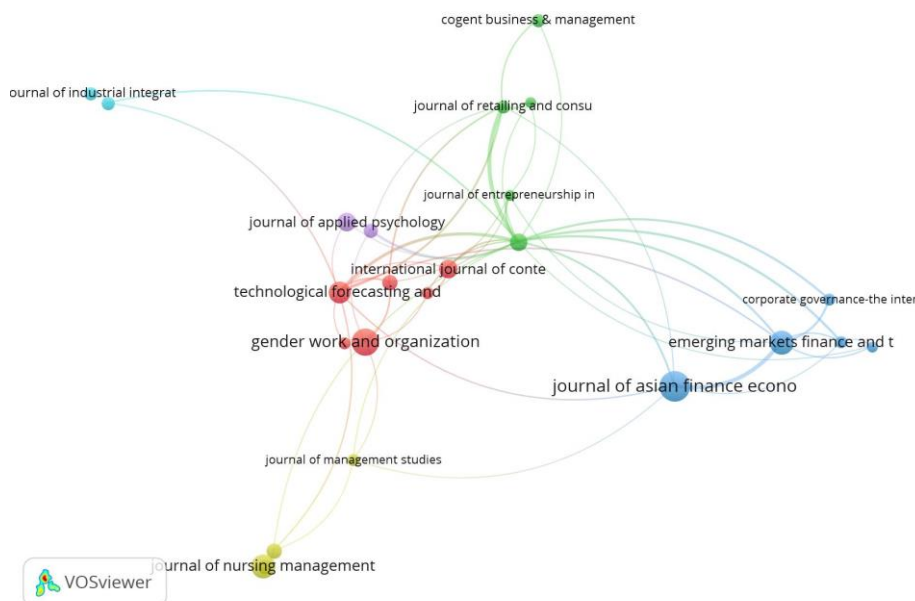 cogent business & management
ournal of industrial integrat
journal of retailing and consu
journal of entrepreneurship in
journal of applied psychology
international journal of conte
technological forecasting and
corporate governance-the inter
gender work and organization
emerging markets finance and t
journal of asian finance econo
journal of management studies
journal of nursing management
VOSviewer